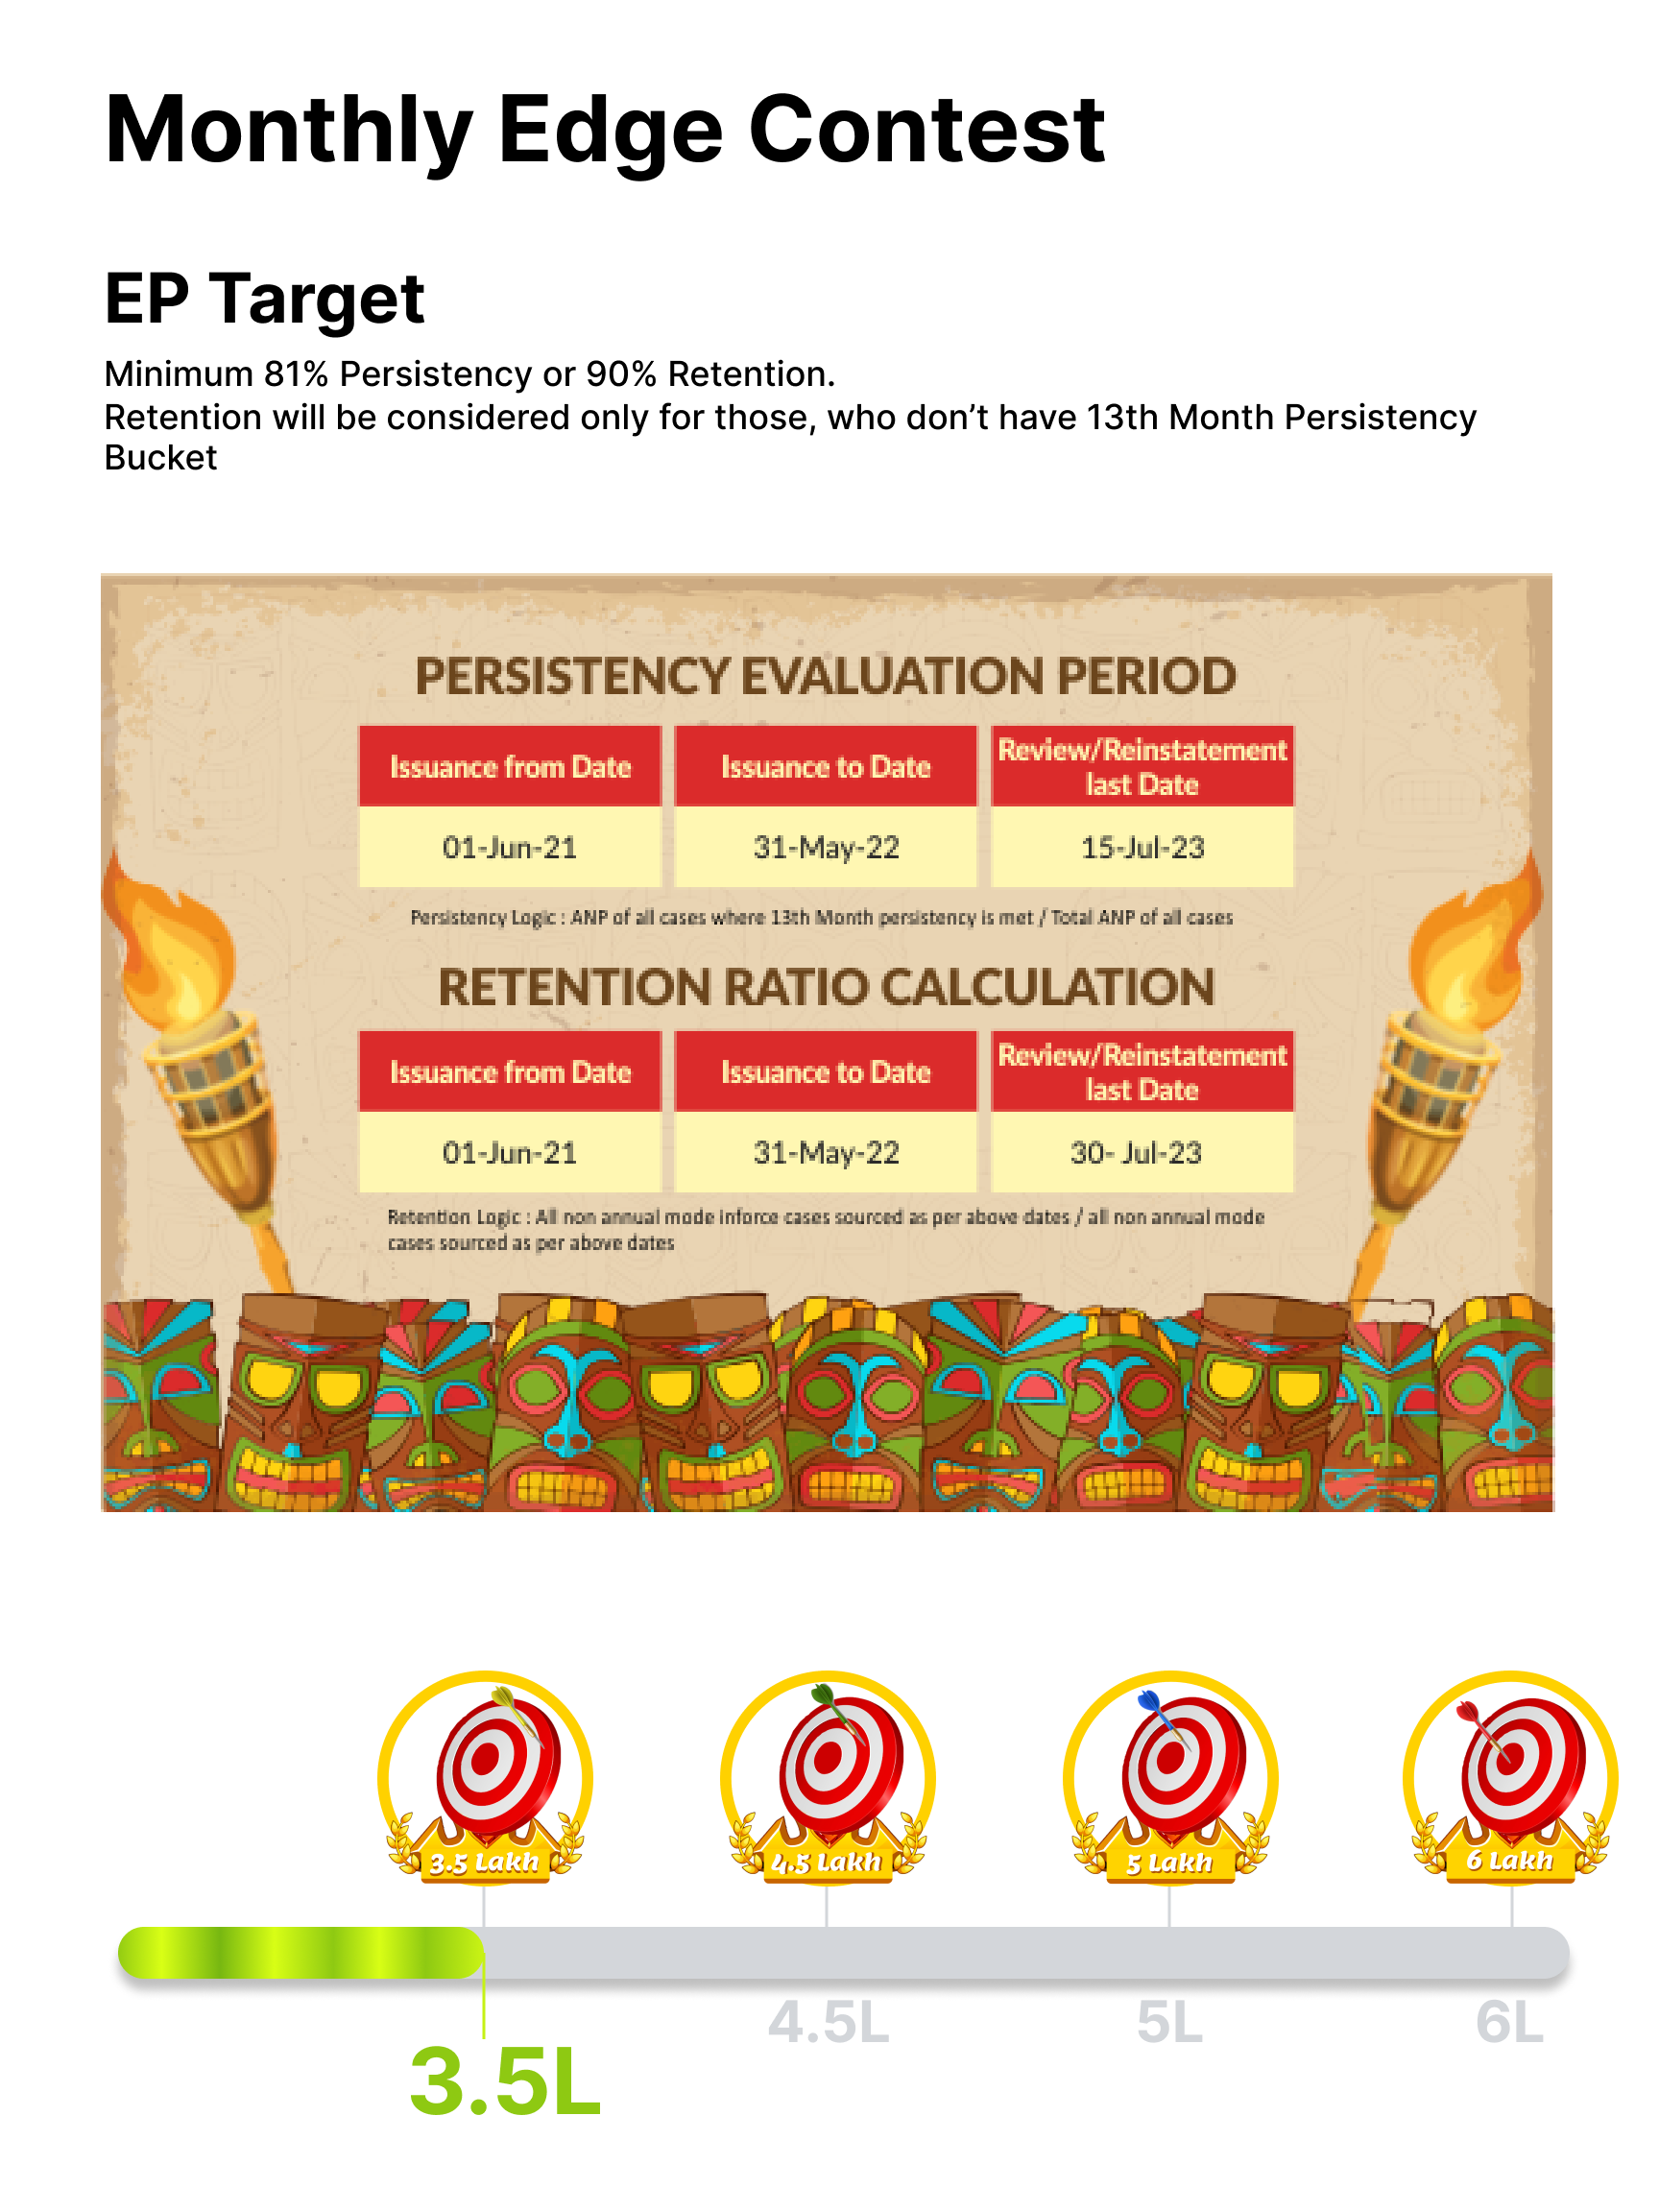 Monthly Edge Contest
EP Target
Minimum 81% Persistency or 90% Retention.
Retention will be considered only for those, who don’t have 13th Month Persistency
Bucket
PERSISTENCY EVALUATION PERIOD
Issuance from Date
Issuance to Date
Review/Reinstatement
last Date
01-Jun-21
31-May-22
15-Jul-23
Persistency Logic : ANP of all cases where 13th Month persistency is met / Total ANP of all cases
RETENTION RATIO CALCULATION
Issuance from Date
Issuance to Date
Review/Reinstatement
last Date
01-Jun-21
31-May-22
30- Jul-23
Retention Logic : All non annual mode inforce cases sourced as per above dates / all non annual mode
cases sourced as per above dates
3.5 Lakh
4.5 Lakh
5 Lakh
6 Lakh
4.5L
5L
6L
3.5L